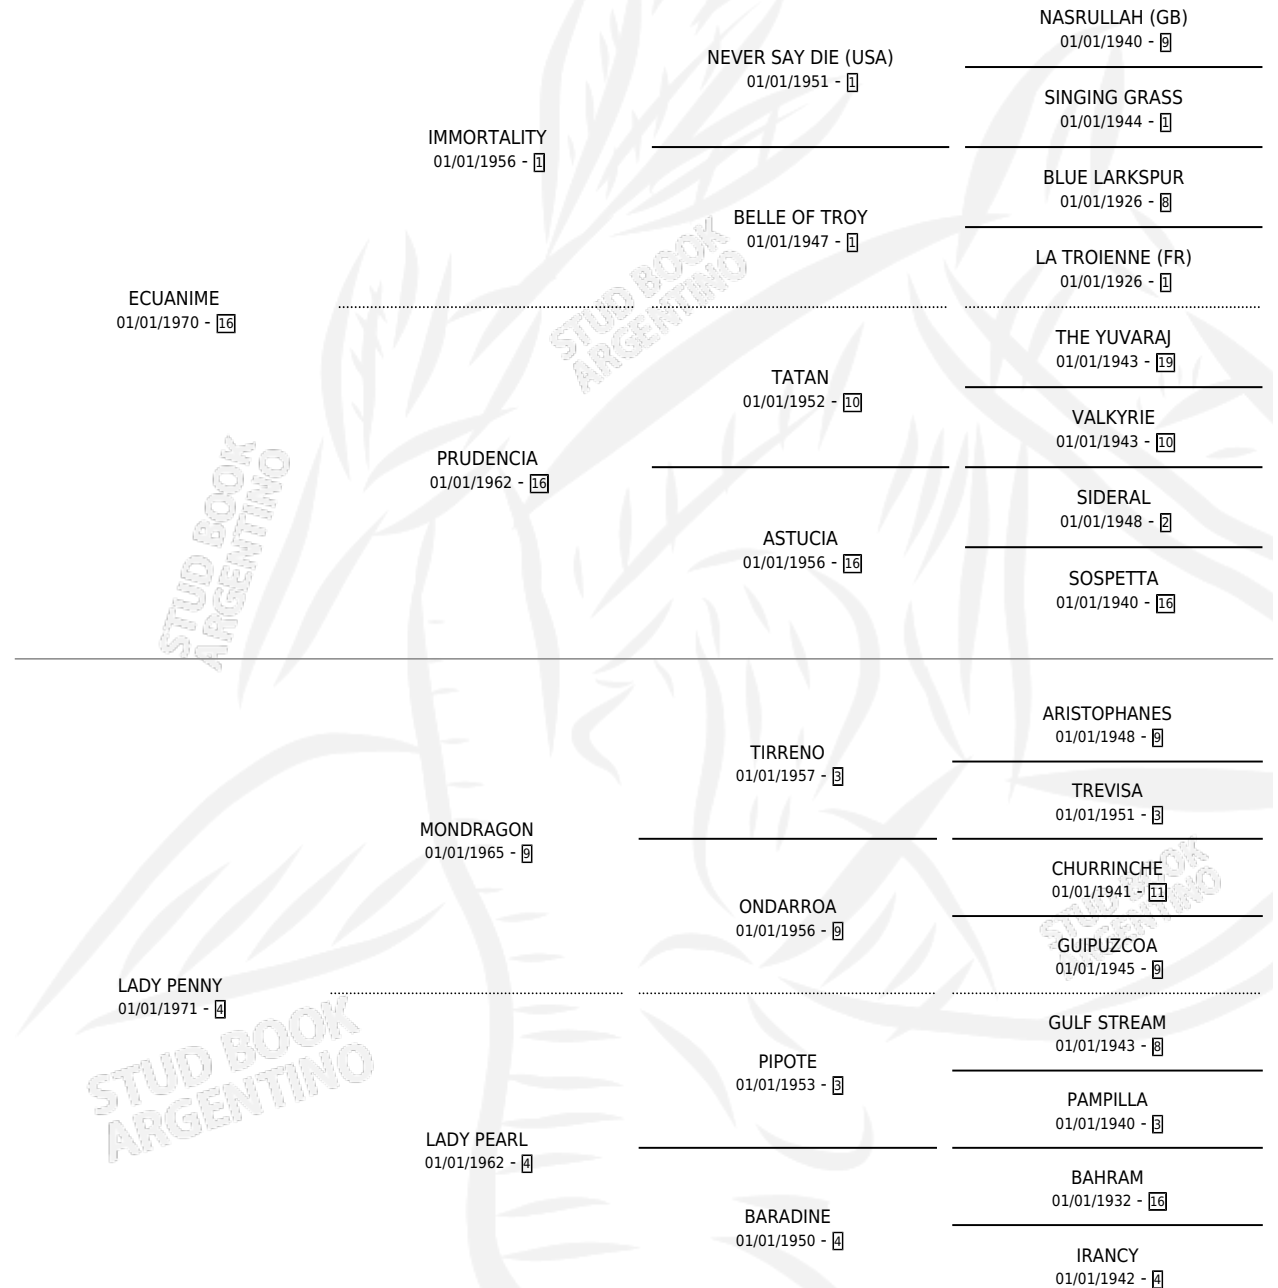 NASRULLAH (GB)
01/01/1940 - 9
NEVER SAY DIE (USA)
01/01/1951 - 1
SINGING GRASS
01/01/1944 - 1
IMMORTALITY
01/01/1956 - 1
BLUE LARKSPUR
01/01/1926 - 8
BELLE OF TROY
01/01/1947 - 1
LA TROIENNE (FR)
01/01/1926 - 1
ECUANIME
01/01/1970 - 16
THE YUVARAJ
01/01/1943 - 19
TATAN
01/01/1952 - 10
VALKYRIE
01/01/1943 - 10
PRUDENCIA
01/01/1962 - 16
SIDERAL
01/01/1948 - 2
ASTUCIA
01/01/1956 - 16
SOSPETTA
01/01/1940 - 16
ARISTOPHANES
01/01/1948 - 9
TIRRENO
01/01/1957 - 3
TREVISA
01/01/1951 - 3
MONDRAGON
01/01/1965 - 9
CHURRINCHE
01/01/1941 - 11
ONDARROA
01/01/1956 - 9
GUIPUZCOA
01/01/1945 - 9
LADY PENNY
01/01/1971 - 4
GULF STREAM
01/01/1943 - 8
PIPOTE
01/01/1953 - 3
PAMPILLA
01/01/1940 - 3
LADY PEARL
01/01/1962 - 4
BAHRAM
01/01/1932 - 16
BARADINE
01/01/1950 - 4
IRANCY
01/01/1942 - 4
STUD BOOK
ARGENTINO
STUD BOOK
ARGENTINO
STUD BOOK
ARGENTINO
STUD BOOK
ARGENTINO